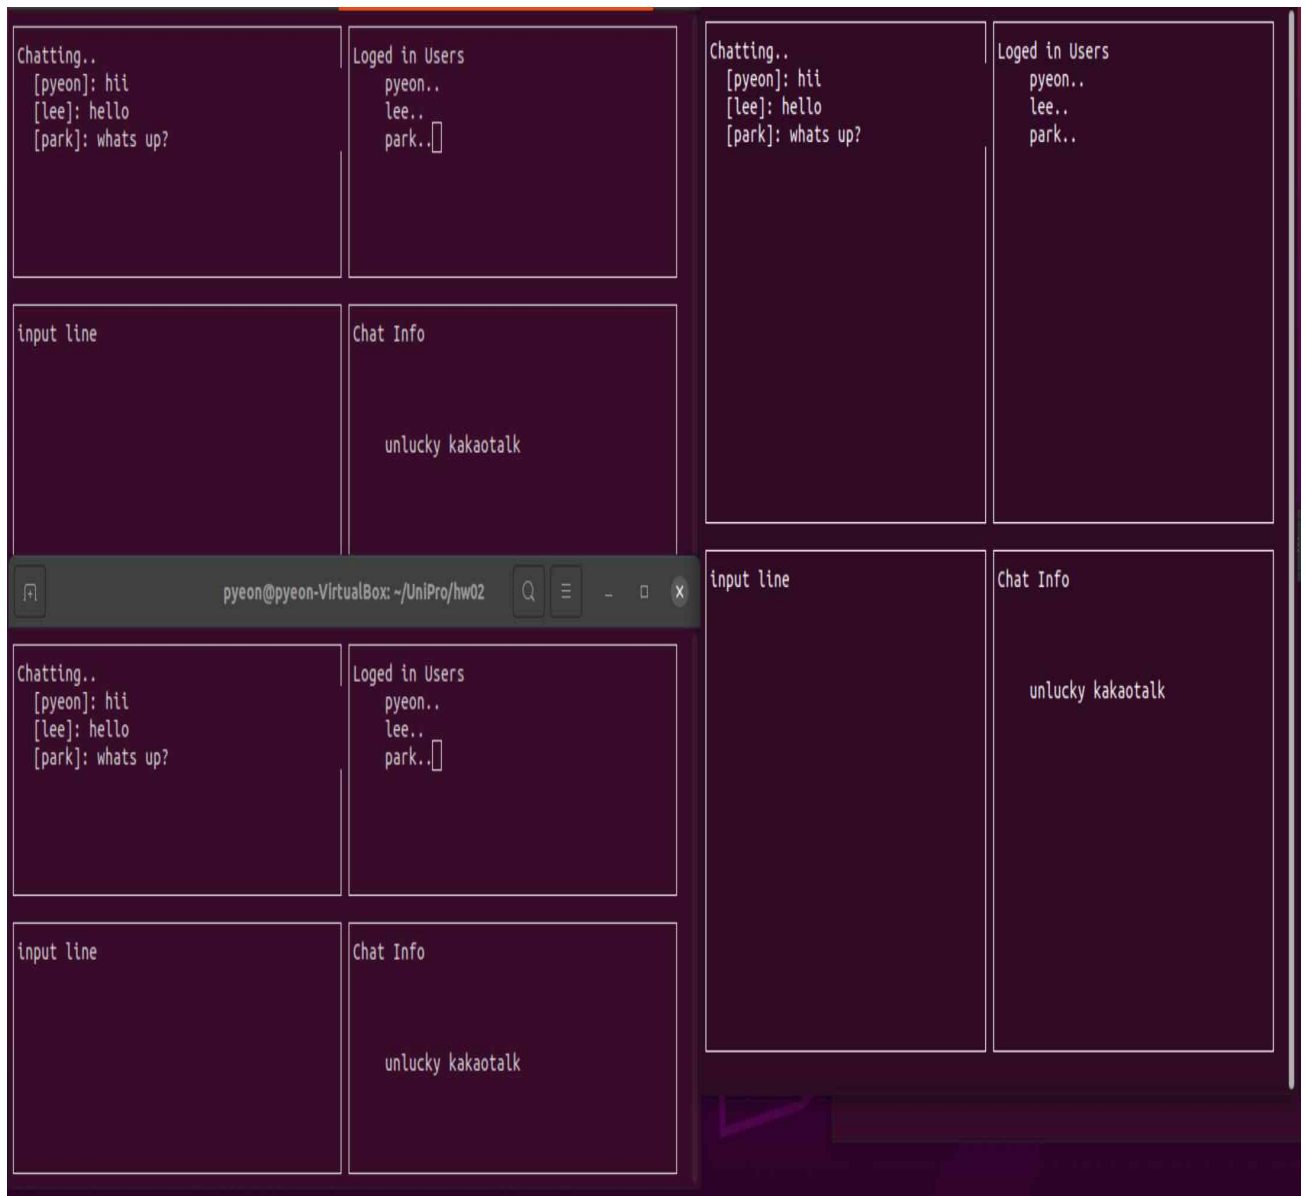 Chatting..
[pyeon]: hii
[lee]: hello
[park]: whats up?
Loged in Users
pyeon..
lee..
park..
input line
Chat Info
unlucky kakaotalk
pyeon@pyeon-VirtualBox: ~/UniPro/hw02
Chatting..
[pyeon]: hii
[lee]: hello
[park]: whats up?
Loged in Users
pyeon..
lee..
park..
input line
Chat Info
unlucky kakaotalk
Chatting..
[pyeon]: hii
[lee]: hello
[park]: whats up?
Loged in Users
pyeon..
lee..
park..
input line
Chat Info
unlucky kakaotalk